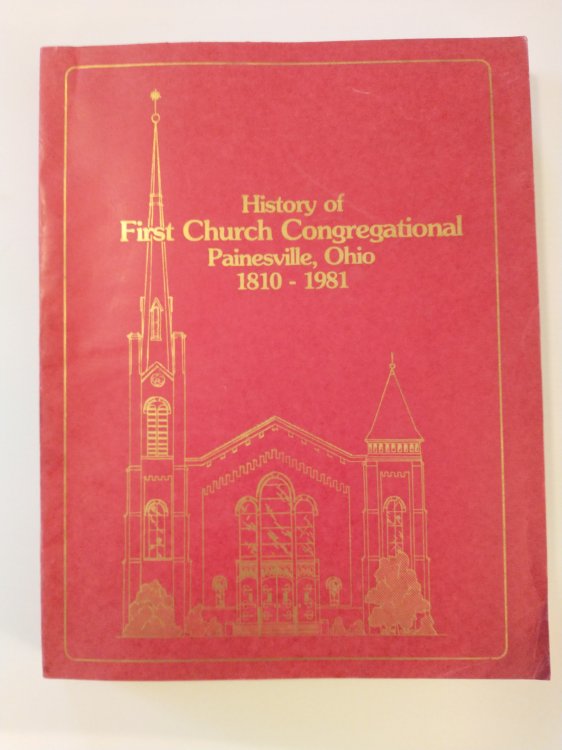 History of
First Church Congregational
Painesville, Ohio
1810 - 1981